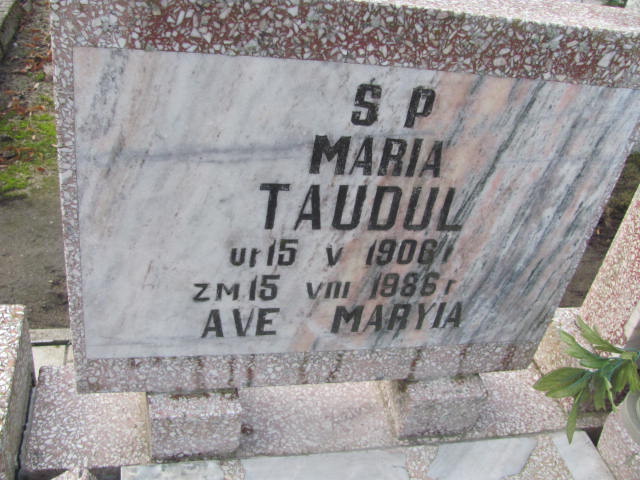 S P
MARIA
TAUDUL
ur 15 V 1906 r
ZM 15 VIII 1986 r
AVE MARYIA